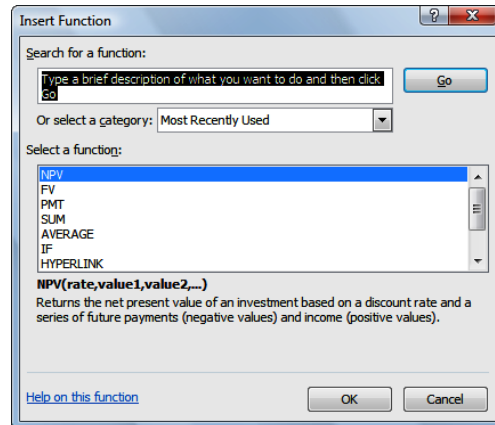 Insert Function
Search for a function:
Type a brief description of what you want to do and then click
Go
Go
Or select a category: Most Recently Used
Select a function:
NPV
FV
PMT
SUM
AVERAGE
IF
HYPERLINK
NPV(rate,value1,value2,...)
Returns the net present value of an investment based on a discount rate and a
series of future payments (negative values) and income (positive values).
Help on this function
OK
Cancel